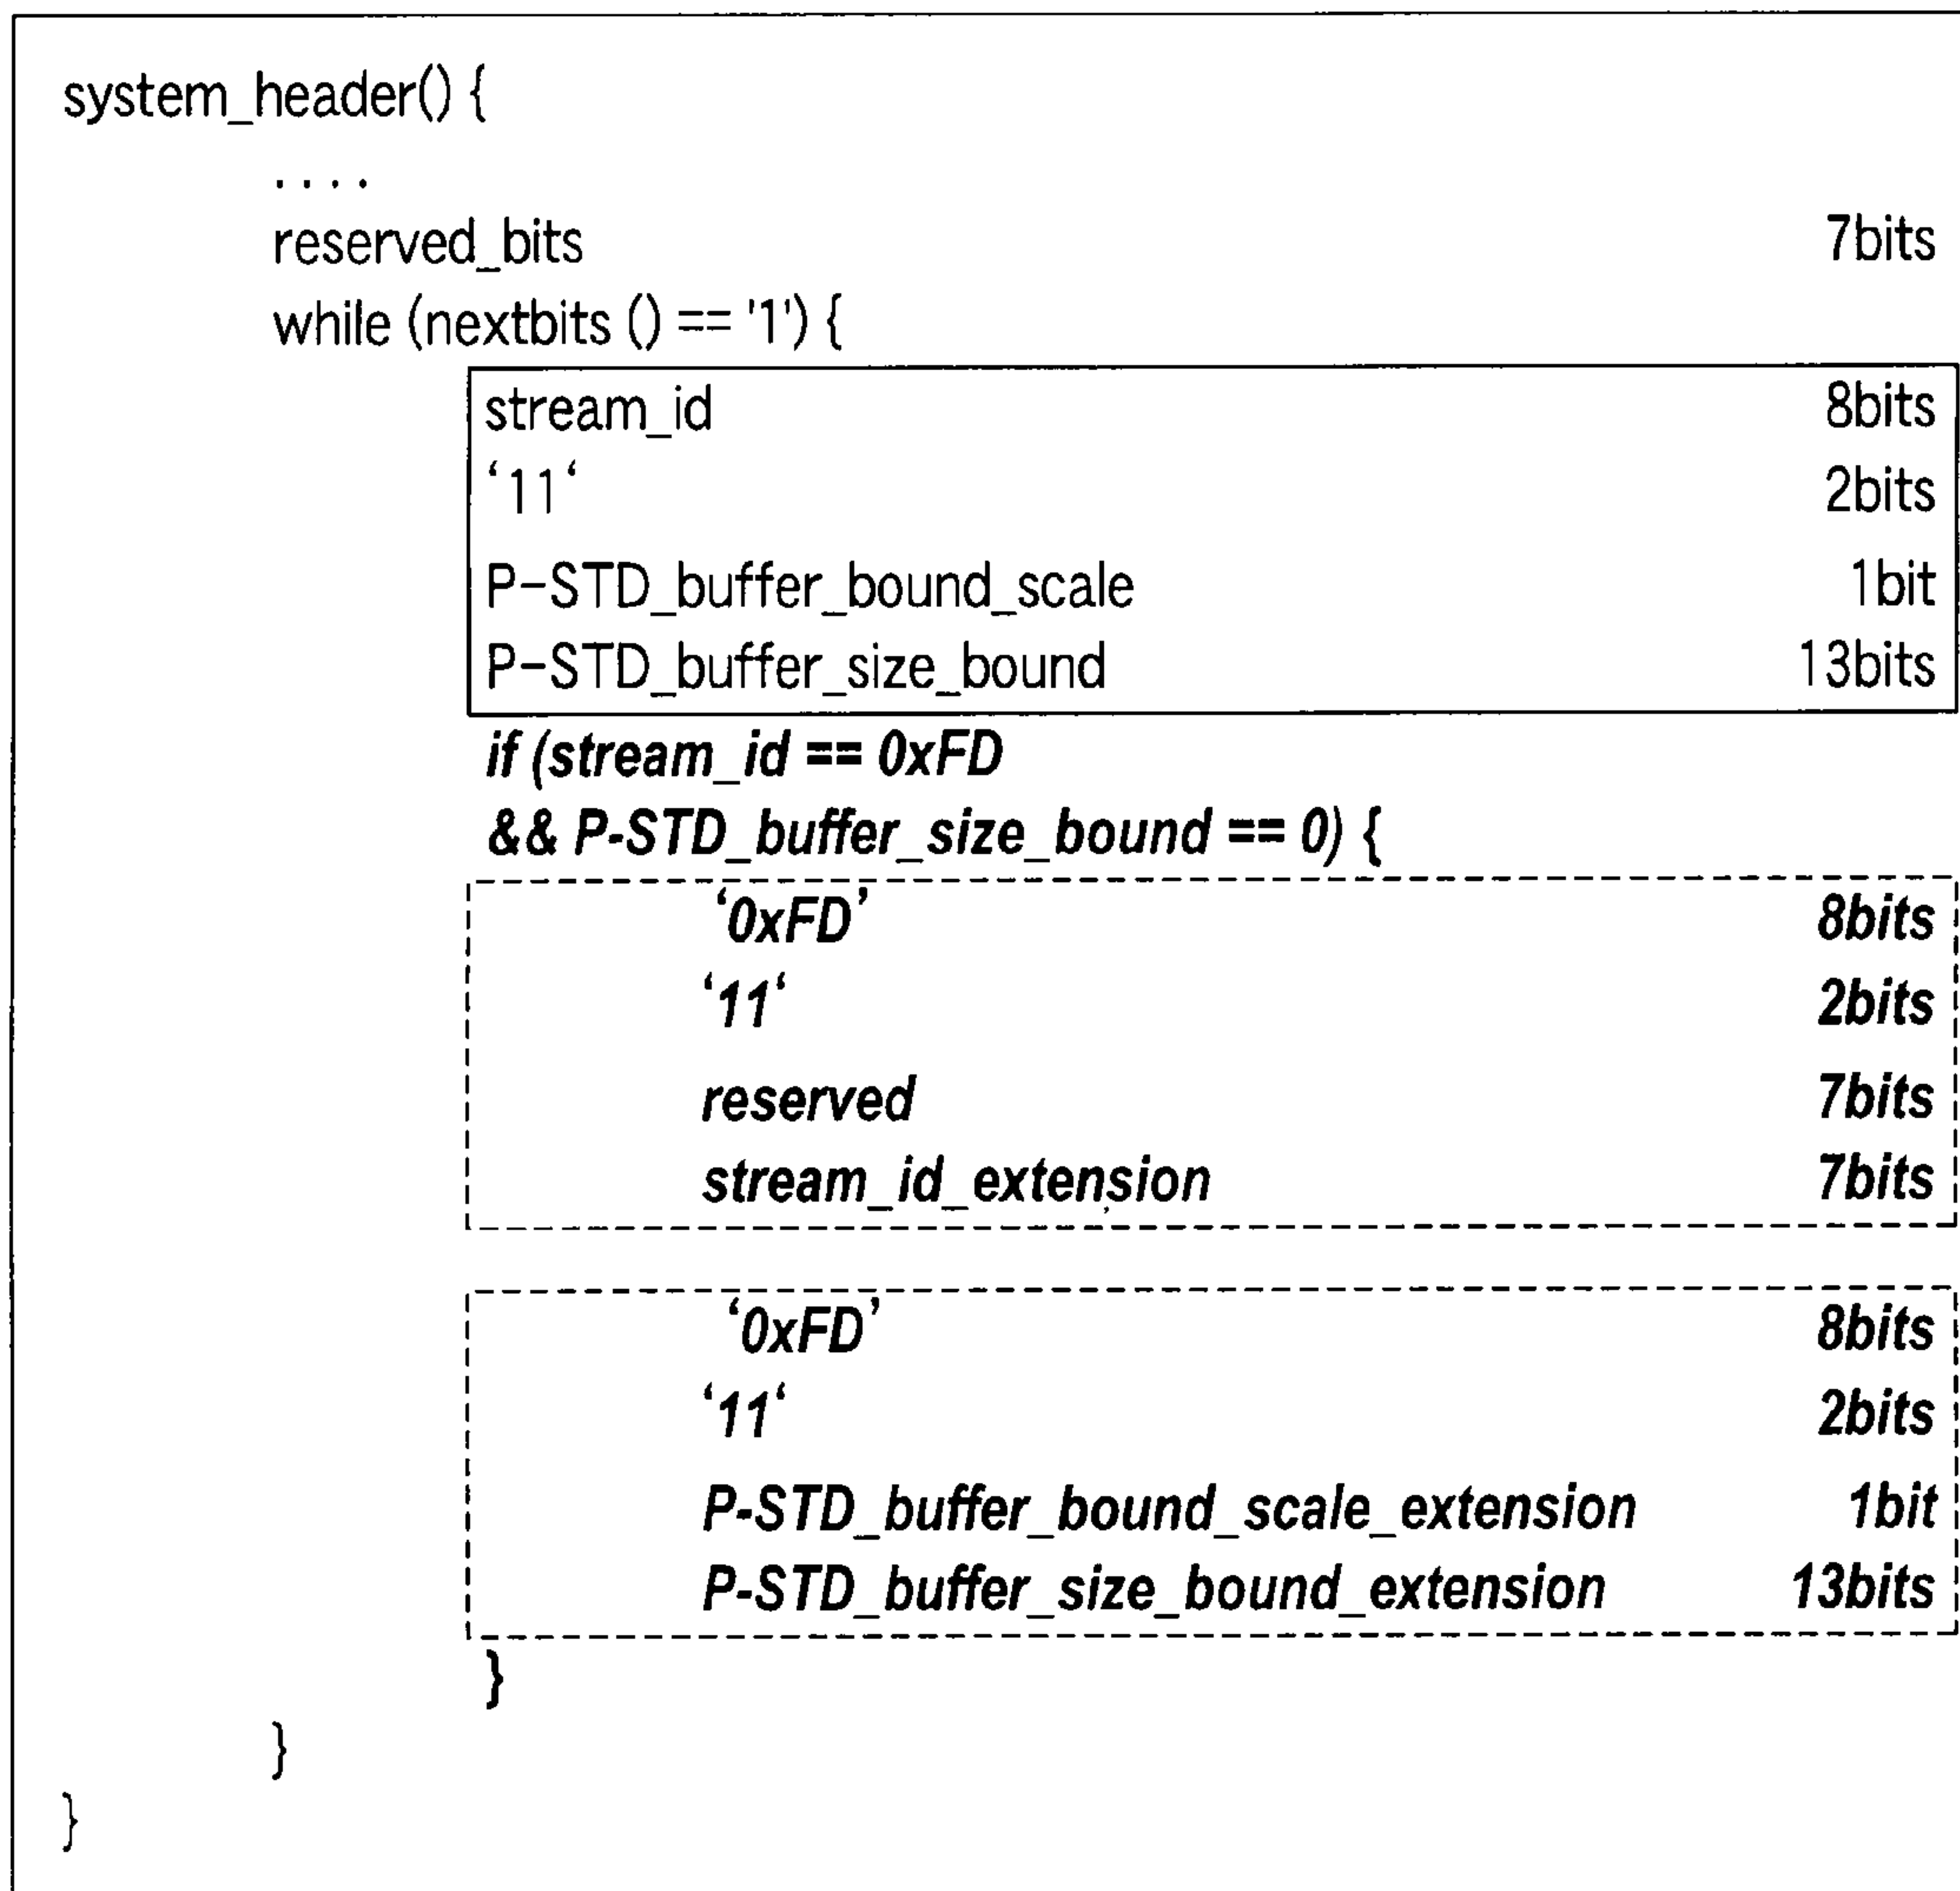 system_header() {
....
reserved_bits 7bits
while (nextbits () == '1') {
stream_id 8bits
‘11‘ 2bits
P-STD_buffer_bound_scale 1bit
P-STD_buffer_size_bound 13bits
if (stream_id == 0xFD
&& P-STD_buffer_size_bound == 0) {
‘0xFD’ 8bits
‘11‘ 2bits
reserved 7bits
stream_id_extension 7bits
‘0xFD’ 8bits
‘11‘ 2bits
P-STD_buffer_bound_scale_extension 1bit
P-STD_buffer_size_bound_extension 13bits
}
}
}